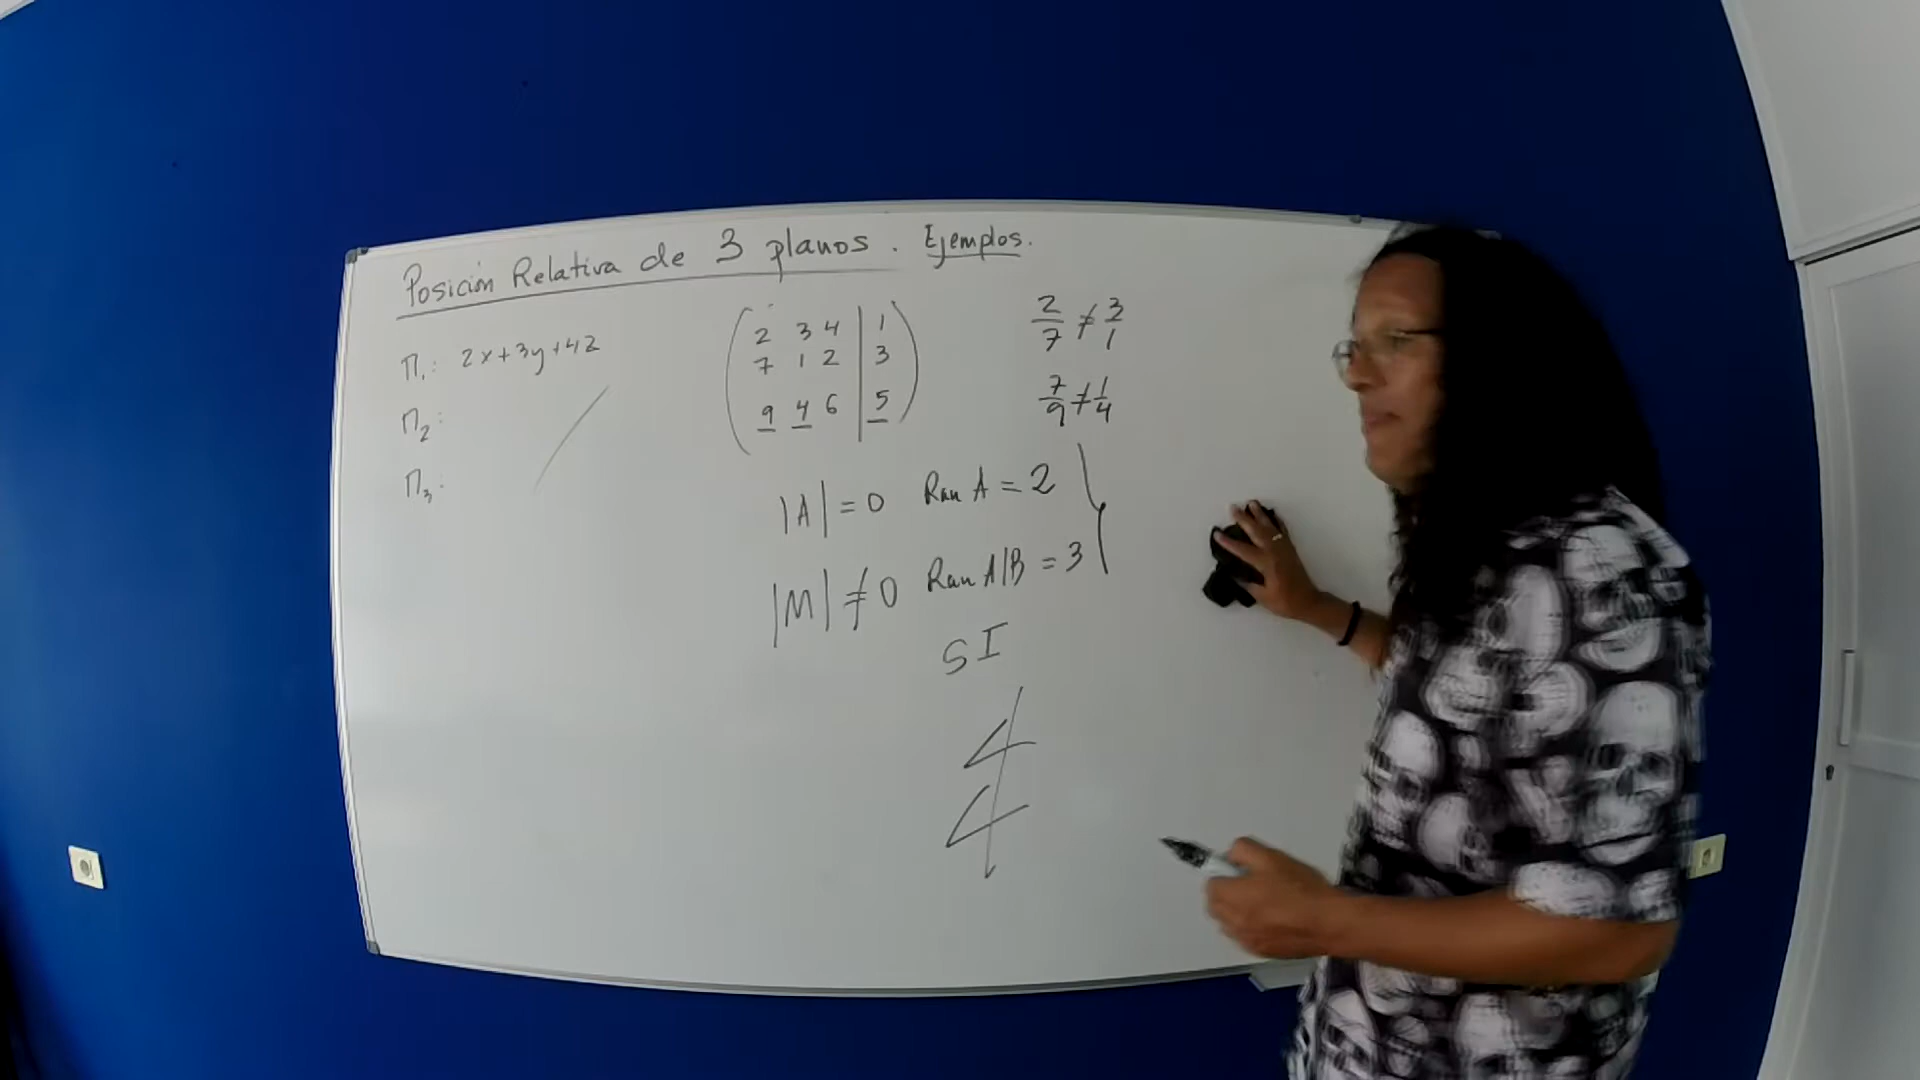 Posición Relativa de 3 planos. Ejemplos.
Π₁: 2x+3y+4z
Π₂:
Π₃:
2 3 4 | 1
7 1 2 | 3
9 4 6 | 5
2/7 ≠ 3/1
7/9 ≠ 1/4
|A| = 0 Ran A = 2
|M| ≠ 0 Ran A|B = 3
SI